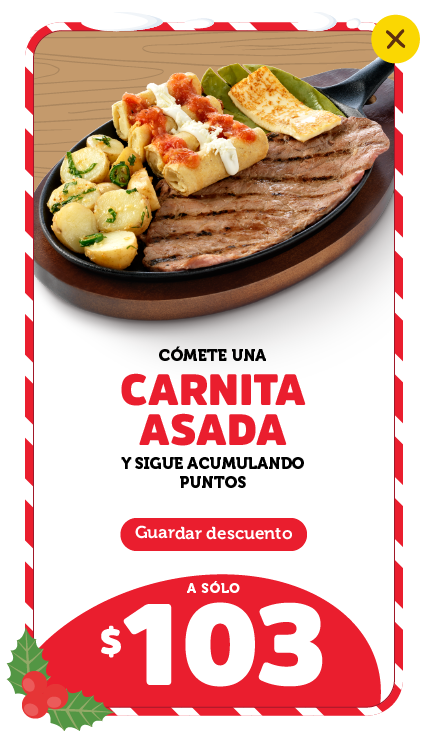 CÓMETE UNA
CARNITA
ASADA
Y SIGUE ACUMULANDO
PUNTOS
Guardar descuento
A SÓLO
$103